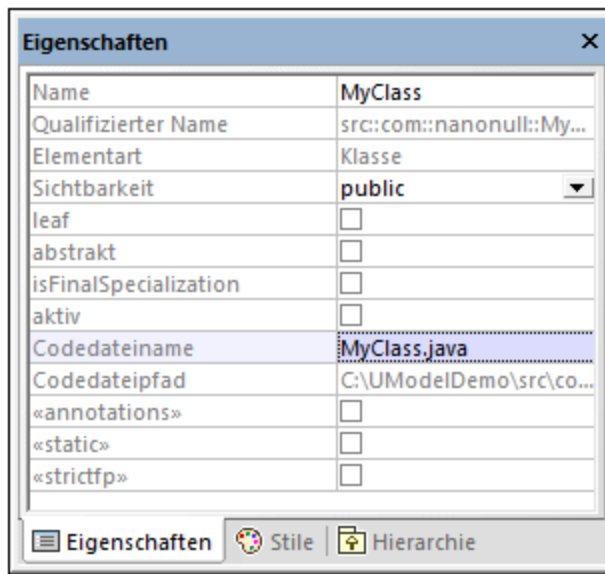 Eigenschaften
Name MyClass
Qualifizierter Name src::com::nanonull::My...
Elementart Klasse
Sichtbarkeit public
leaf
abstrakt
isFinalSpecialization
aktiv
Codedateiname MyClass.java
Codedateipfad C:\UModelDemo\src\co...
«annotations»
«static»
«strictfp»
Eigenschaften Stile Hierarchie